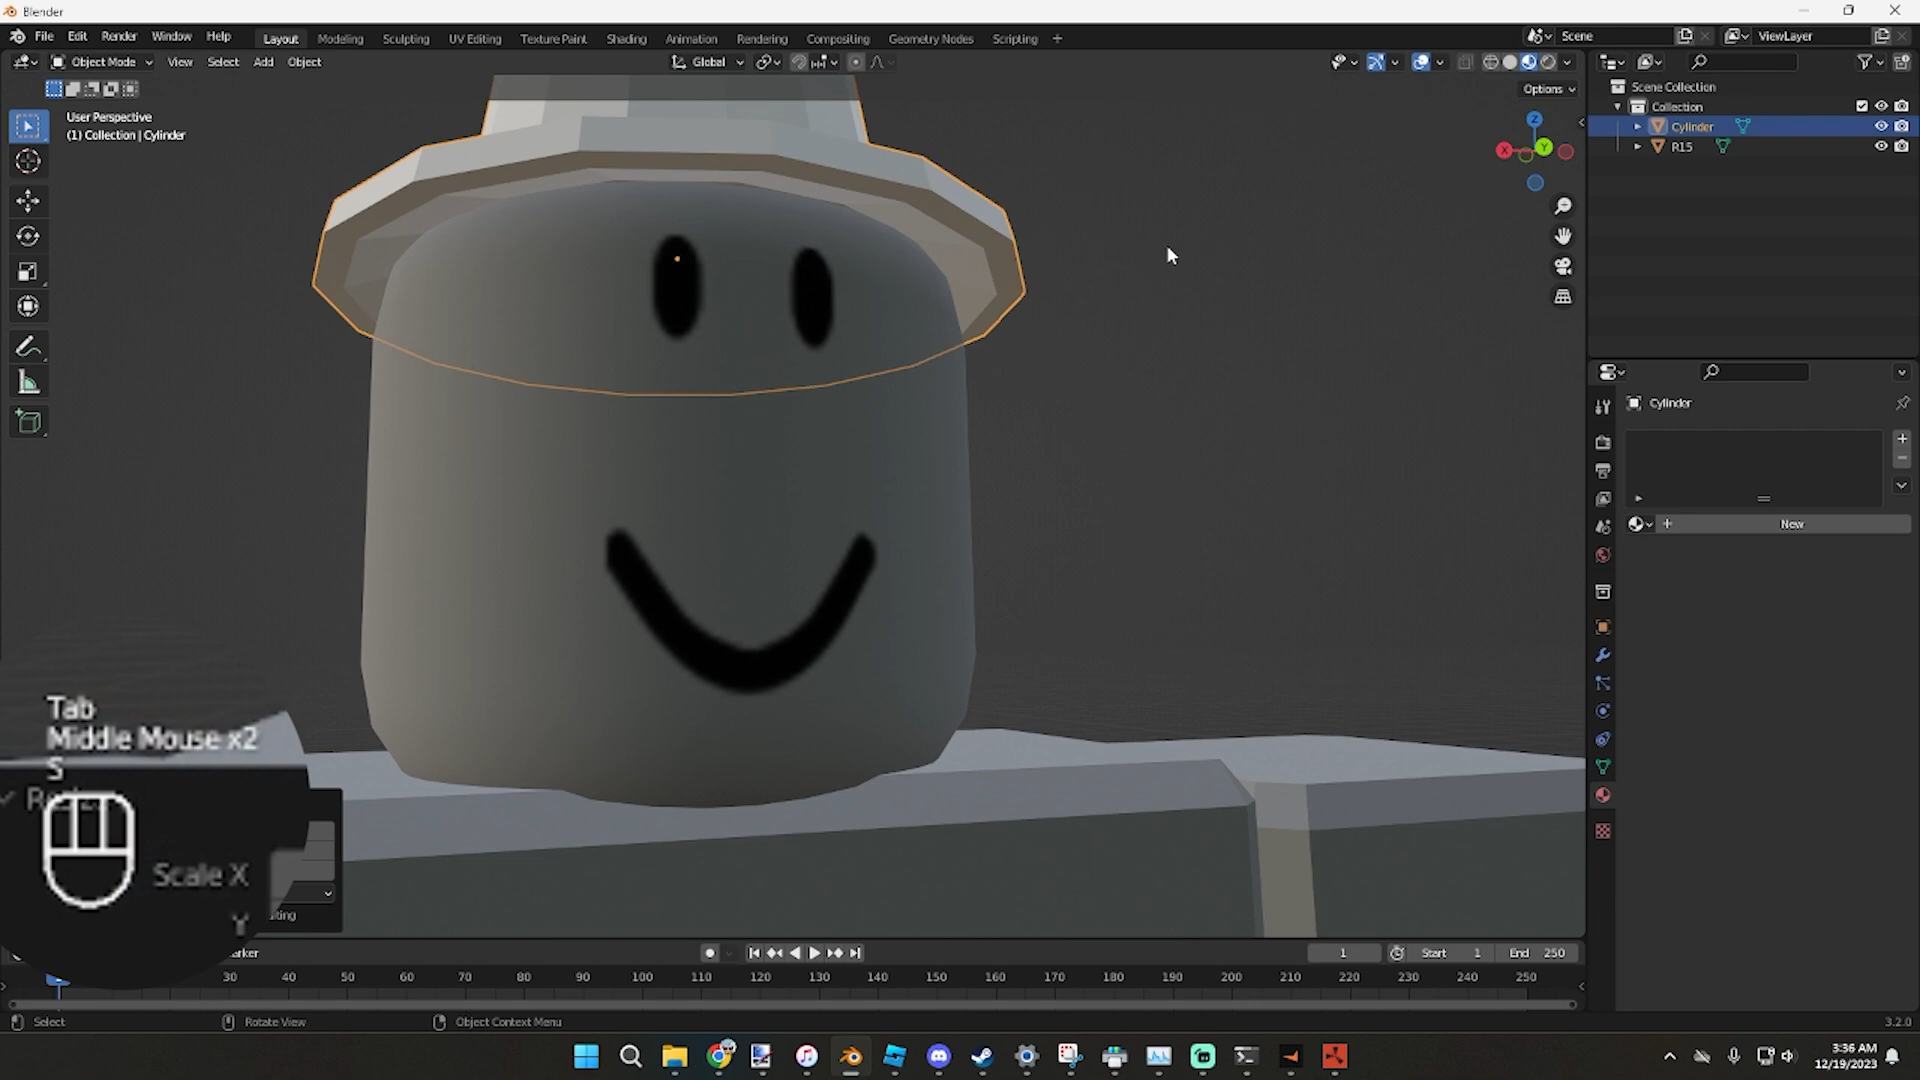 Blender
File Edit Render Window Help Layout Modeling Sculpting UV Editing Texture Paint Shading Animation Rendering Compositing Geometry Nodes Scripting + Scene ViewLayer
Object Mode View Select Add Object Global
Options
User Perspective
(1) Collection | Cylinder
Z
X
Y
Scene Collection
Collection
Cylinder
R15
Cylinder
New
Tab
Middle Mouse x2
S
Scale X
Y
1 Start 1 End 250
30 40 50 60 70 80 90 100 110 120 130 140 150 160 170 180 190 200 210 220 230 240 250
Select Rotate View Object Context Menu 3.2.0
3:36 AM
12/19/2023